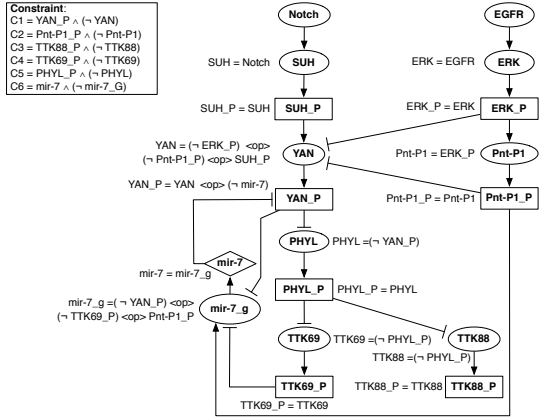 Constraint:
C1 = YAN_P ∧ (¬ YAN)
C2 = Pnt-P1_P ∧ (¬ Pnt-P1)
C3 = TTK88_P ∧ (¬ TTK88)
C4 = TTK69_P ∧ (¬ TTK69)
C5 = PHYL_P ∧ (¬ PHYL)
C6 = mir-7 ∧ (¬ mir-7_G)
Notch
EGFR
SUH = Notch
SUH
ERK = EGFR
ERK
SUH_P = SUH
SUH_P
ERK_P = ERK
ERK_P
YAN = (¬ ERK_P) <op>
(¬ Pnt-P1_P) <op> SUH_P
YAN
Pnt-P1 = ERK_P
Pnt-P1
YAN_P = YAN <op> (¬ mir-7)
YAN_P
Pnt-P1_P = Pnt-P1
Pnt-P1_P
PHYL
PHYL =(¬ YAN_P)
mir-7
mir-7 = mir-7_g
PHYL_P
PHYL_P = PHYL
mir-7_g =(¬ YAN_P) <op>
(¬ TTK69_P) <op> Pnt-P1_P
mir-7_g
TTK69
TTK69 =(¬ PHYL_P)
TTK88
TTK88 =(¬ PHYL_P)
TTK69_P
TTK88_P = TTK88
TTK88_P
TTK69_P = TTK69